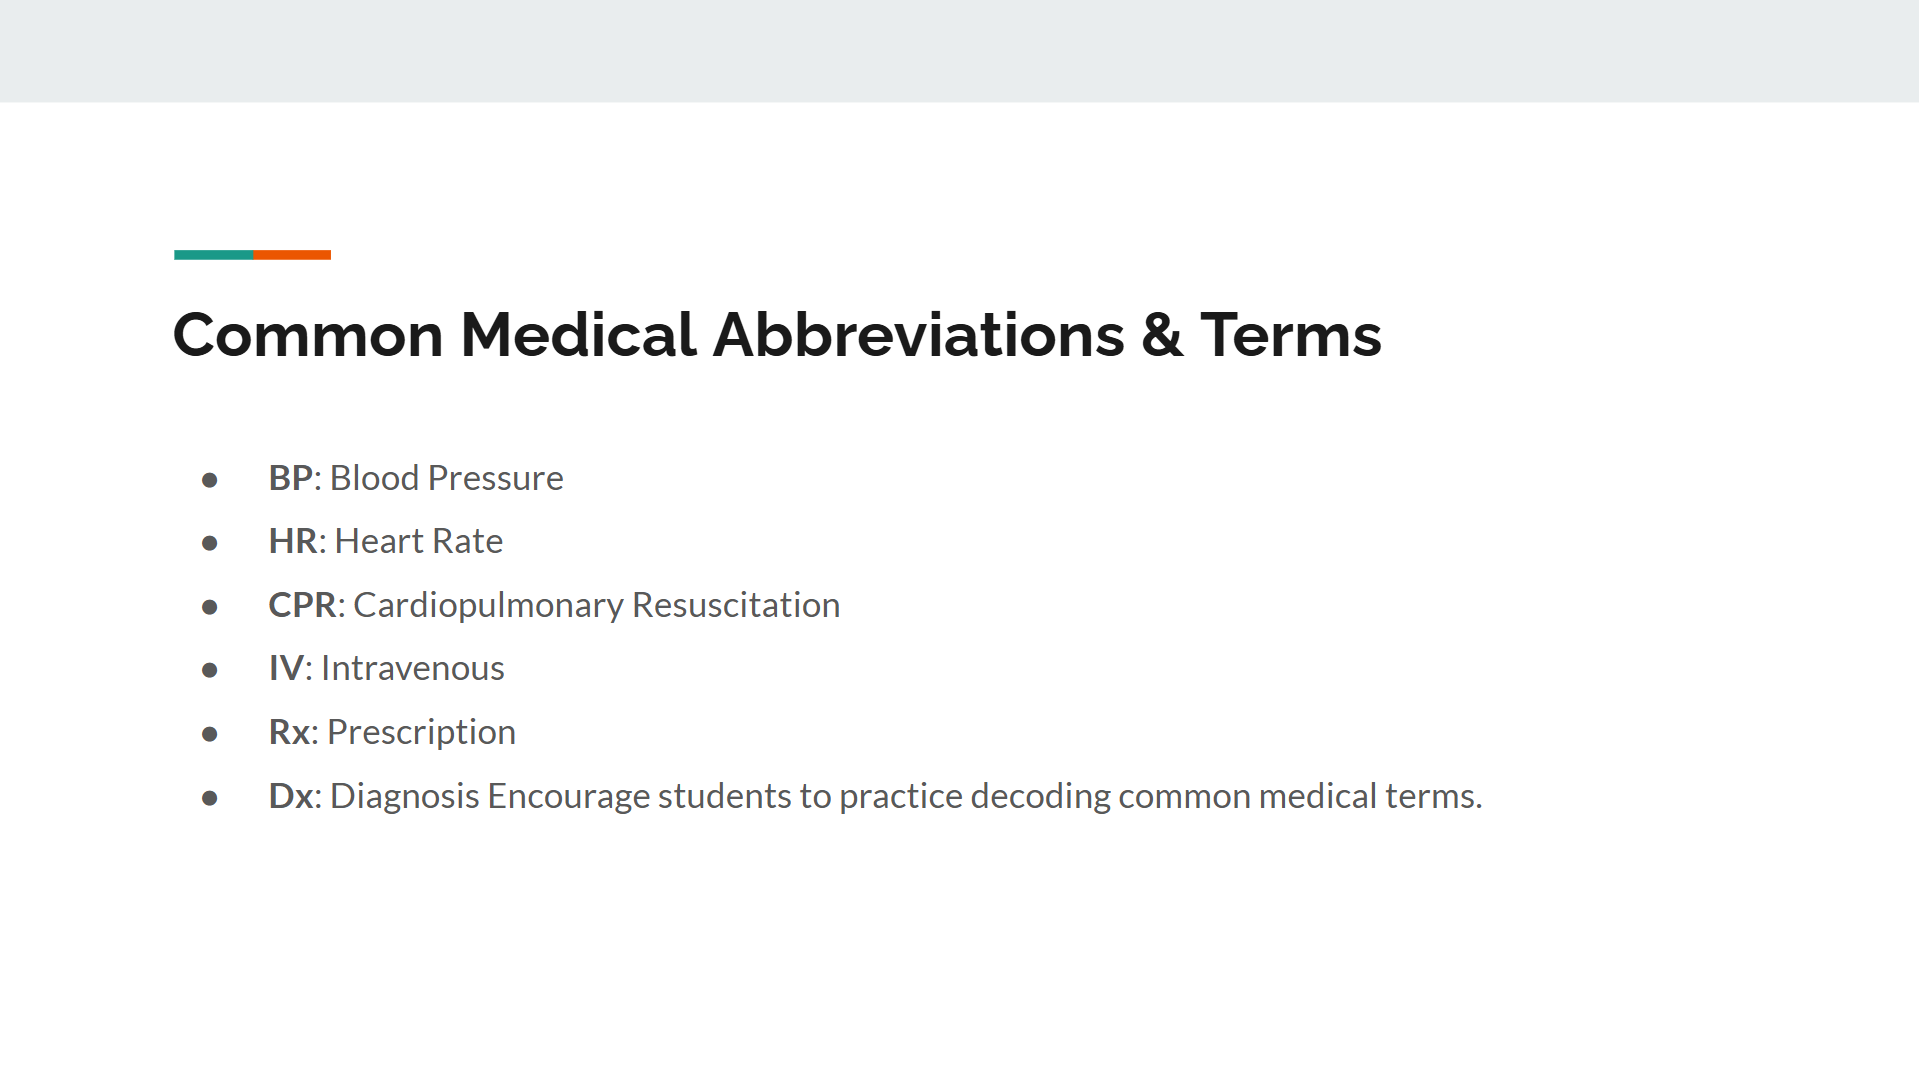 Common Medical Abbreviations & Terms
● BP: Blood Pressure
● HR: Heart Rate
● CPR: Cardiopulmonary Resuscitation
● IV: Intravenous
● Rx: Prescription
● Dx: Diagnosis Encourage students to practice decoding common medical terms.